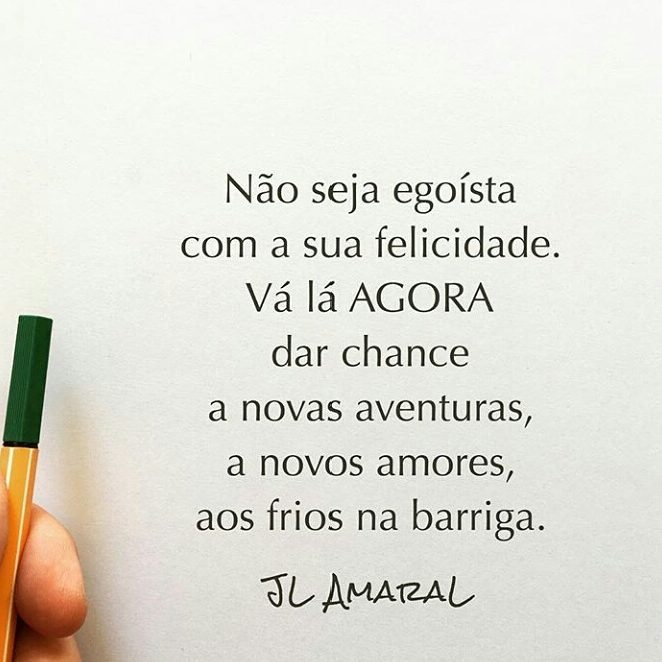 Não seja egoísta
com a sua felicidade.
Vá lá AGORA
dar chance
a novas aventuras,
a novos amores,
aos frios na barriga.
JL AMARAL